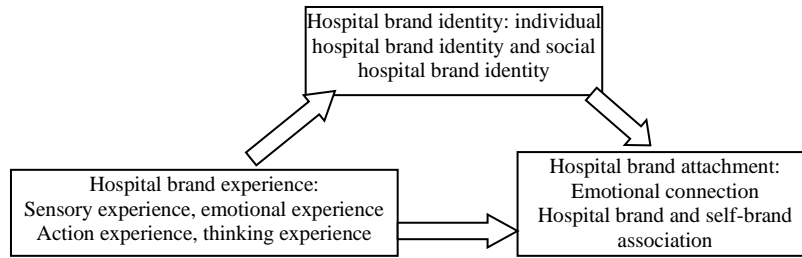 Hospital brand identity: individual
hospital brand identity and social
hospital brand identity
Hospital brand experience:
Sensory experience, emotional experience
Action experience, thinking experience
Hospital brand attachment:
Emotional connection
Hospital brand and self-brand
association